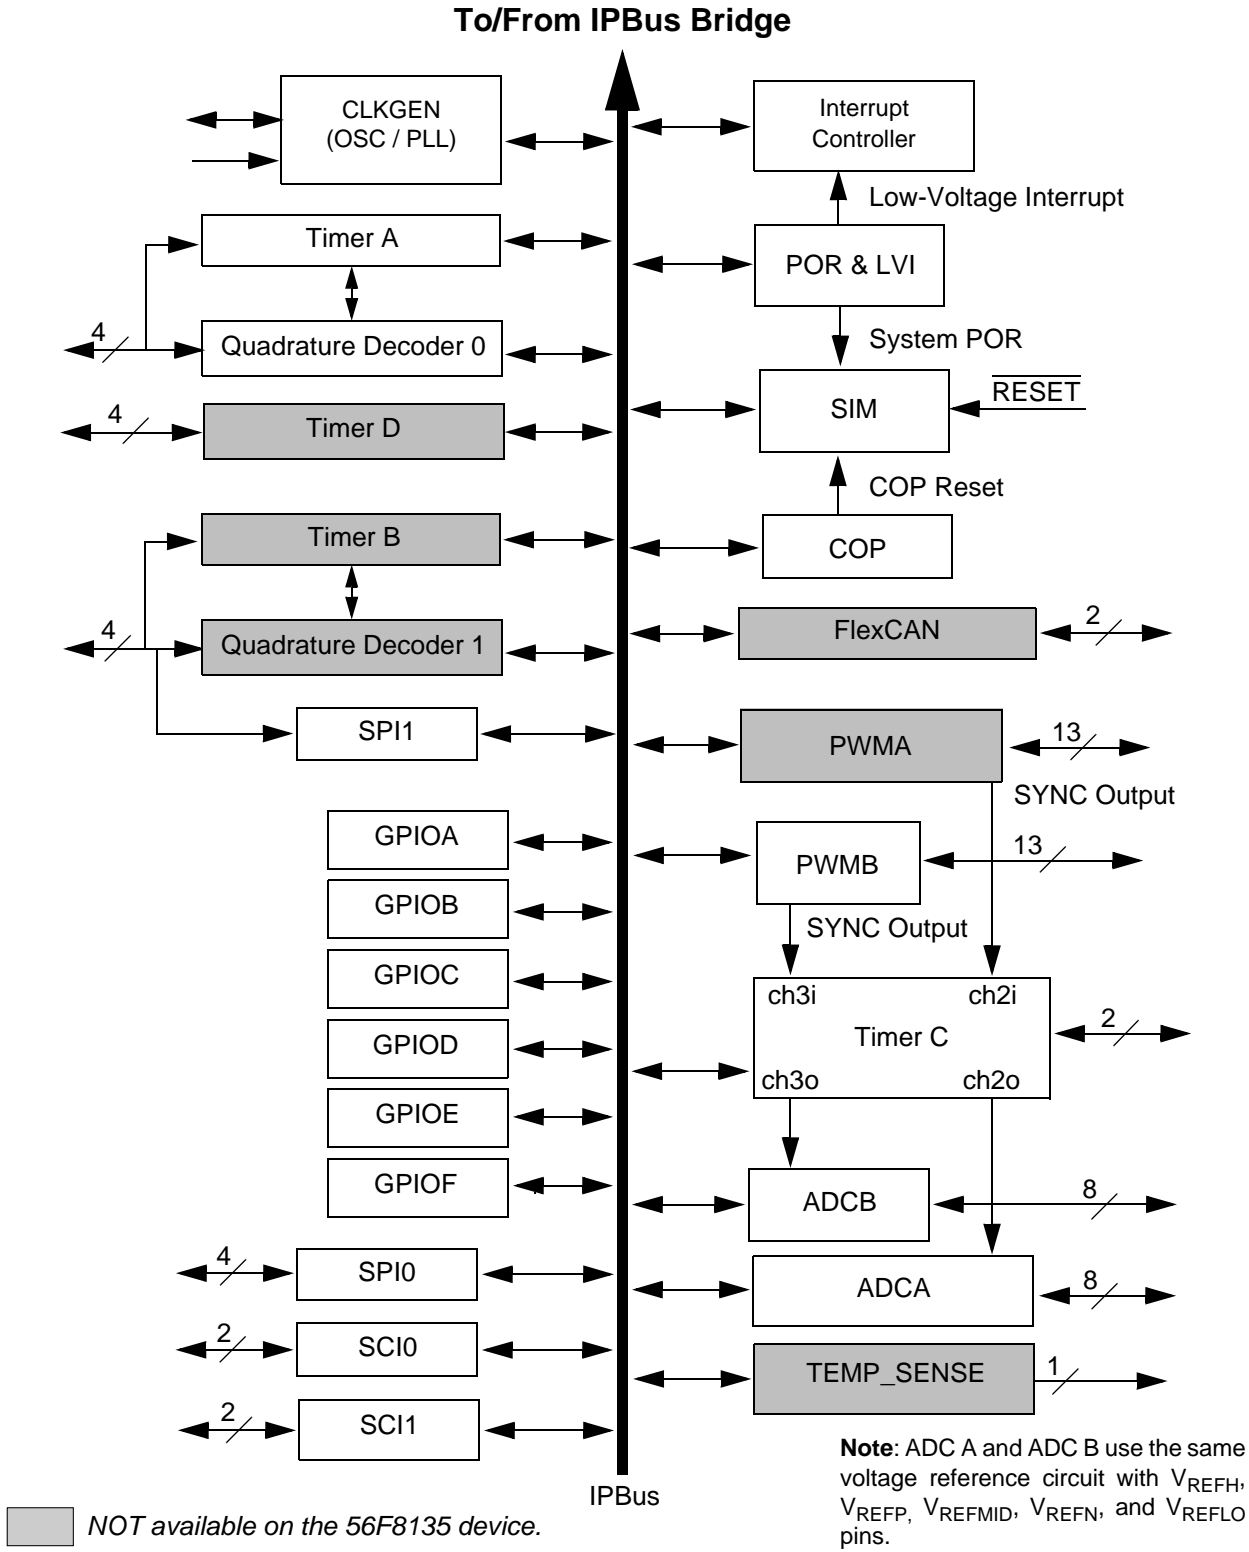 To/From IPBus Bridge
CLKGEN
(OSC / PLL)
Interrupt
Controller
Low-Voltage Interrupt
Timer A
POR & LVI
4
Quadrature Decoder 0
System POR
4
Timer D
SIM
RESET
COP Reset
Timer B
COP
4
Quadrature Decoder 1
FlexCAN
2
SPI1
PWMA
13
SYNC Output
GPIOA
PWMB
13
GPIOB
SYNC Output
GPIOC
ch3i
ch2i
GPIOD
Timer C
2
ch3o
ch2o
GPIOE
GPIOF
ADCB
8
4
SPI0
ADCA
8
2
SCI0
TEMP_SENSE
1
2
SCI1
IPBus
Note: ADC A and ADC B use the same
voltage reference circuit with VREFH,
VREFP, VREFMID, VREFN, and VREFLO
pins.
NOT available on the 56F8135 device.